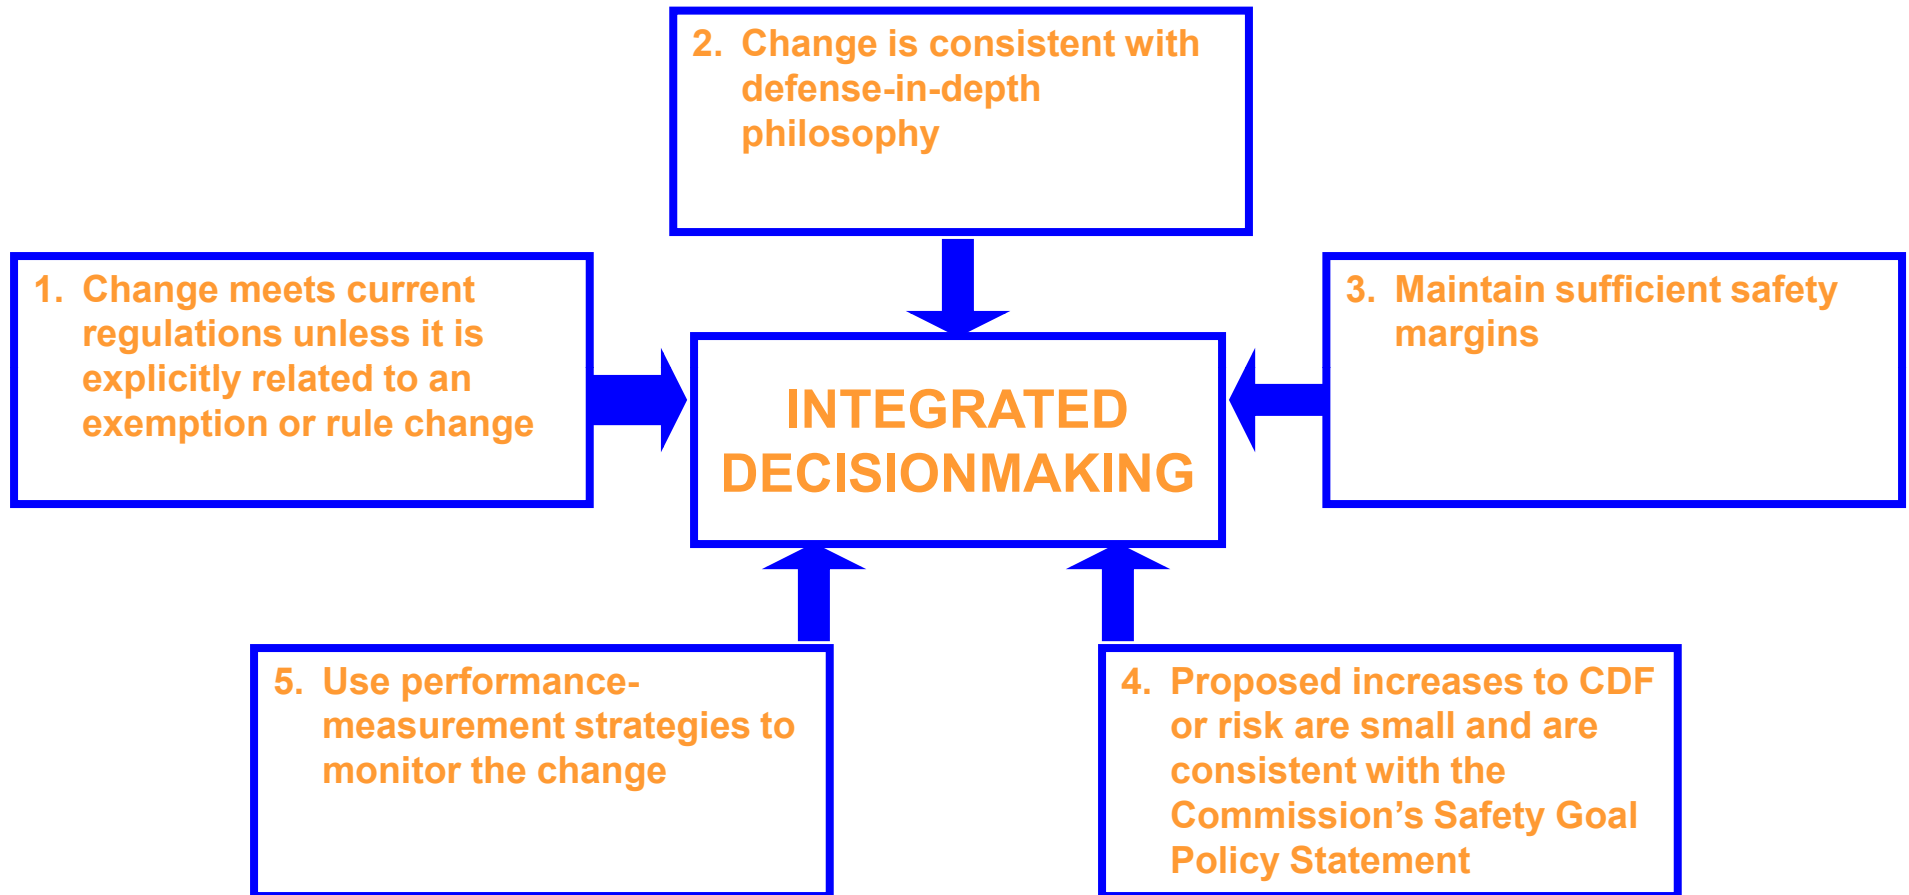 2. Change is consistent with
defense-in-depth
philosophy
1. Change meets current
regulations unless it is
explicitly related to an
exemption or rule change
3. Maintain sufficient safety
margins
INTEGRATED
DECISIONMAKING
5. Use performance-
measurement strategies to
monitor the change
4. Proposed increases to CDF
or risk are small and are
consistent with the
Commission’s Safety Goal
Policy Statement